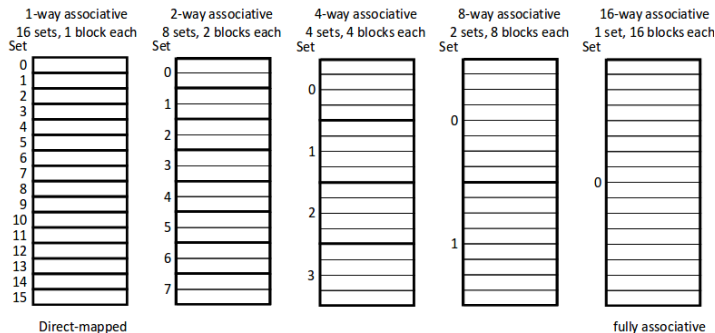 1-way associative
16 sets, 1 block each
Set
0
1
2
3
4
5
6
7
8
9
10
11
12
13
14
15
Direct-mapped
2-way associative
8 sets, 2 blocks each
0
1
2
3
4
5
6
7
4-way associative
4 sets, 4 blocks each
Set
0
1
2
3
8-way associative
2 sets, 8 blocks each
Set
0
1
16-way associative
1 set, 16 blocks each
Set
0
fully associative